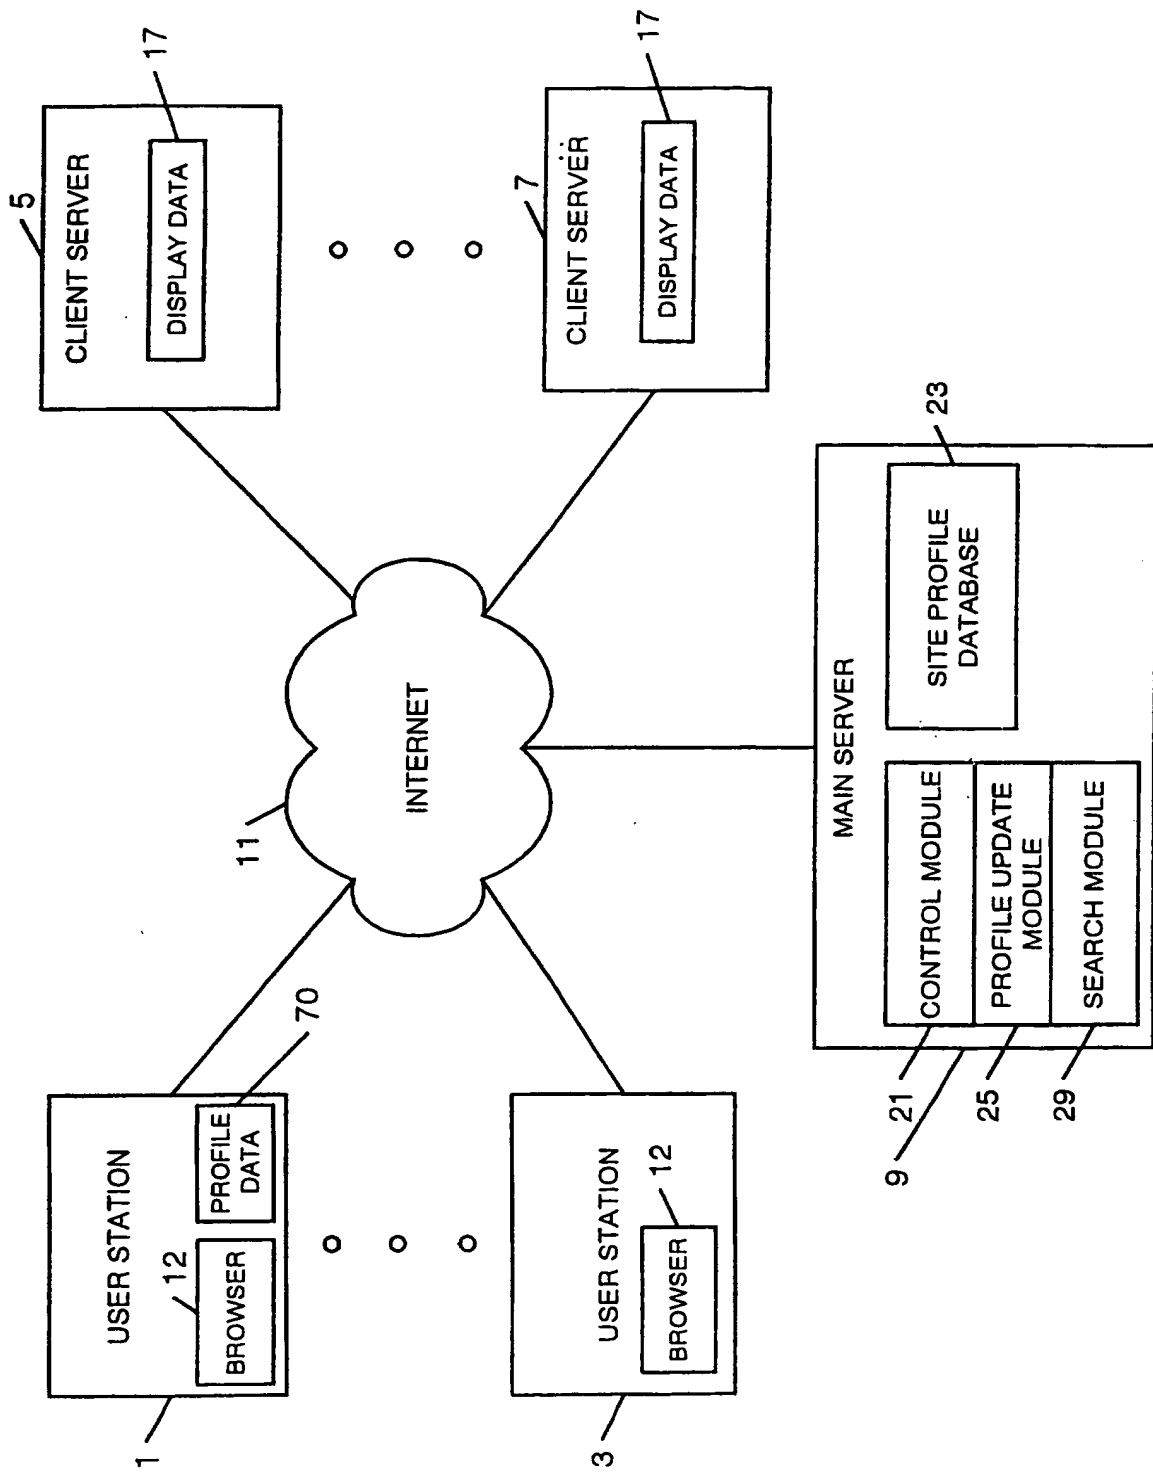 1
USER STATION
12
BROWSER
PROFILE
DATA
70
3
USER STATION
BROWSER
12
11
INTERNET
5
CLIENT SERVER
DISPLAY DATA
17
7
CLIENT SERVER
DISPLAY DATA
17
MAIN SERVER
9
21
CONTROL MODULE
25
PROFILE UPDATE
MODULE
29
SEARCH MODULE
SITE PROFILE
DATABASE
23